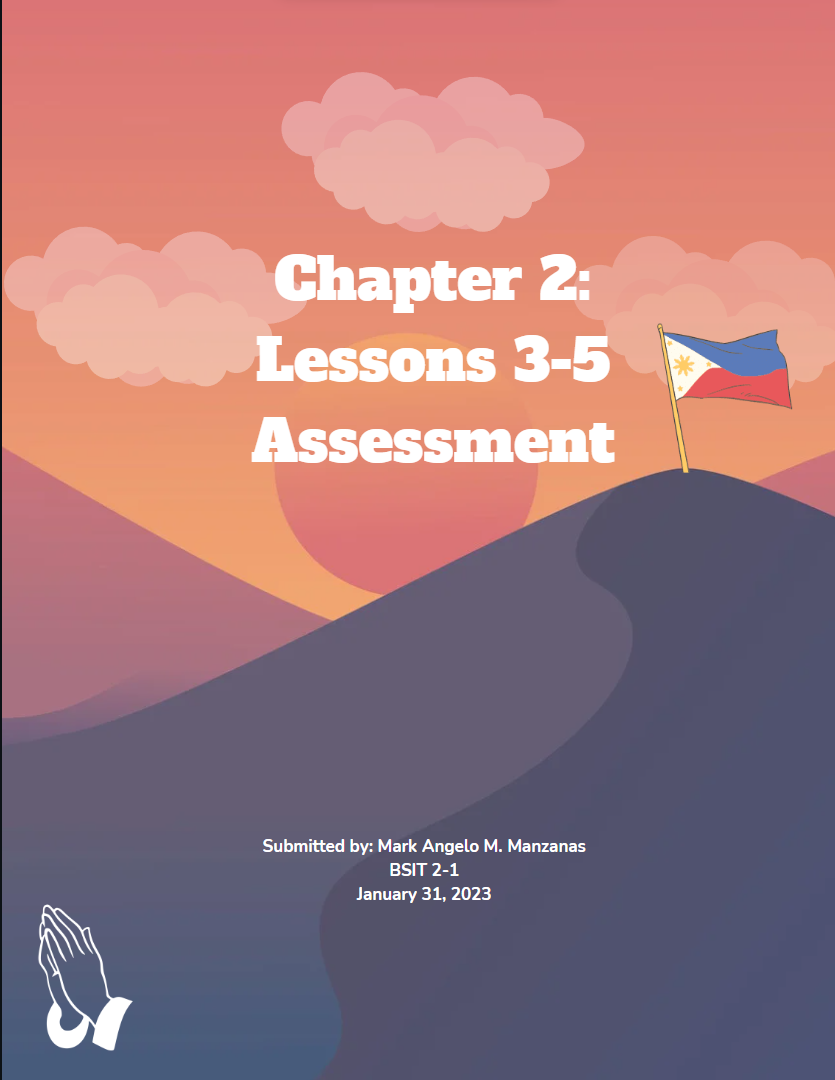 Chapter 2:
Lessons 3-5
Assessment
Submitted by: Mark Angelo M. Manzanas
BSIT 2-1
January 31, 2023